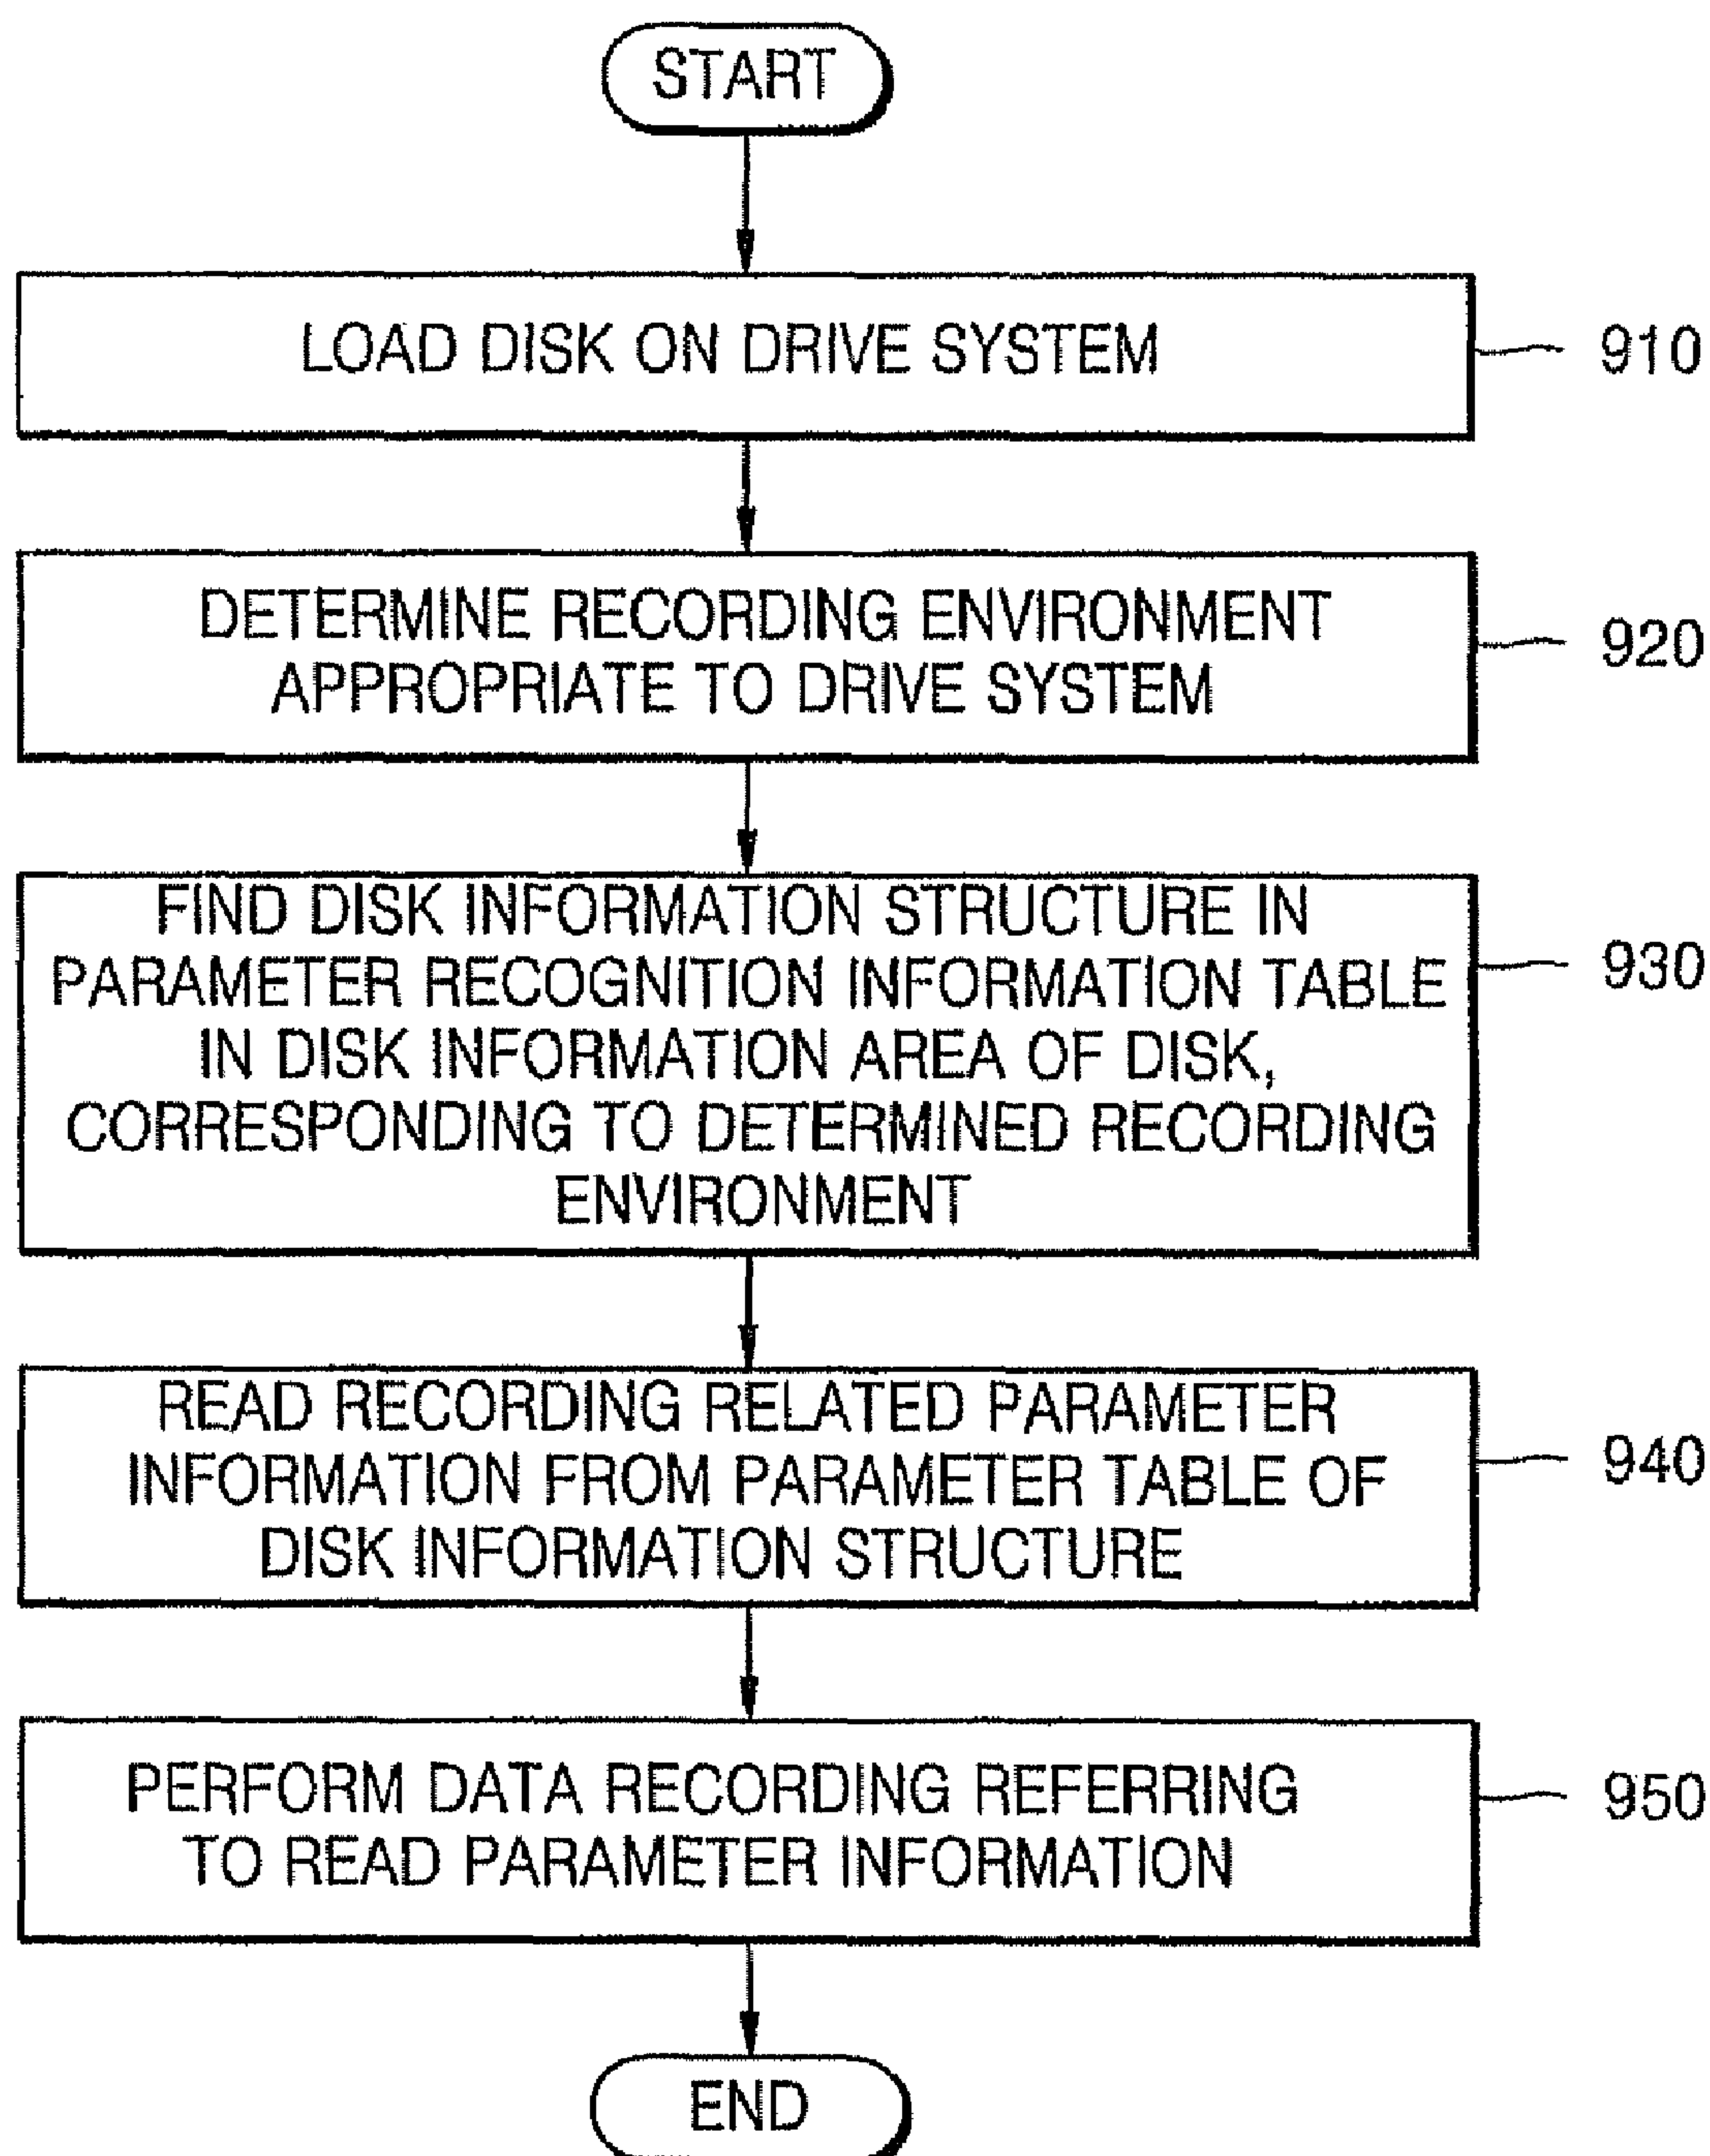 START
LOAD DISK ON DRIVE SYSTEM
910
DETERMINE RECORDING ENVIRONMENT
APPROPRIATE TO DRIVE SYSTEM
920
FIND DISK INFORMATION STRUCTURE IN
PARAMETER RECOGNITION INFORMATION TABLE
IN DISK INFORMATION AREA OF DISK,
CORRESPONDING TO DETERMINED RECORDING
ENVIRONMENT
930
READ RECORDING RELATED PARAMETER
INFORMATION FROM PARAMETER TABLE OF
DISK INFORMATION STRUCTURE
940
PERFORM DATA RECORDING REFERRING
TO READ PARAMETER INFORMATION
950
END